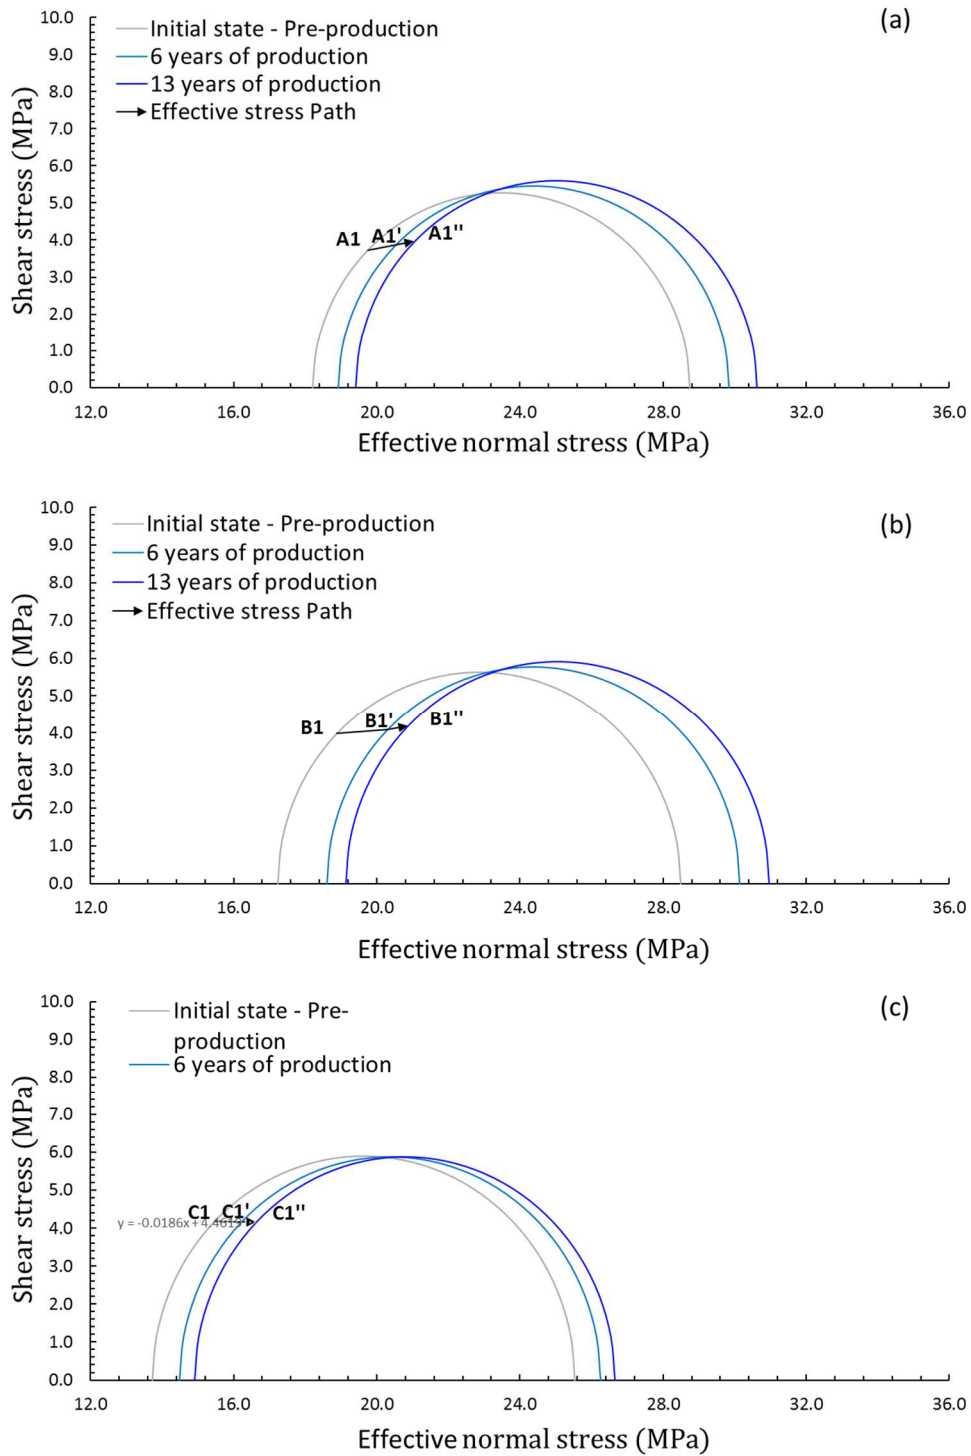 (a)
Initial state - Pre-production
6 years of production
13 years of production
Effective stress Path
Shear stress (MPa)
10.0
9.0
8.0
7.0
6.0
5.0
4.0
3.0
2.0
1.0
0.0
A1 A1' A1''
12.0 16.0 20.0 24.0 28.0 32.0 36.0
Effective normal stress (MPa)
(b)
Initial state - Pre-production
6 years of production
13 years of production
Effective stress Path
Shear stress (MPa)
10.0
9.0
8.0
7.0
6.0
5.0
4.0
3.0
2.0
1.0
0.0
B1 B1' B1''
12.0 16.0 20.0 24.0 28.0 32.0 36.0
Effective normal stress (MPa)
(c)
Initial state - Pre-
production
6 years of production
Shear stress (MPa)
10.0
9.0
8.0
7.0
6.0
5.0
4.0
3.0
2.0
1.0
0.0
C1 C1' C1''
y = -0.0186x +
12.0 16.0 20.0 24.0 28.0 32.0 36.0
Effective normal stress (MPa)